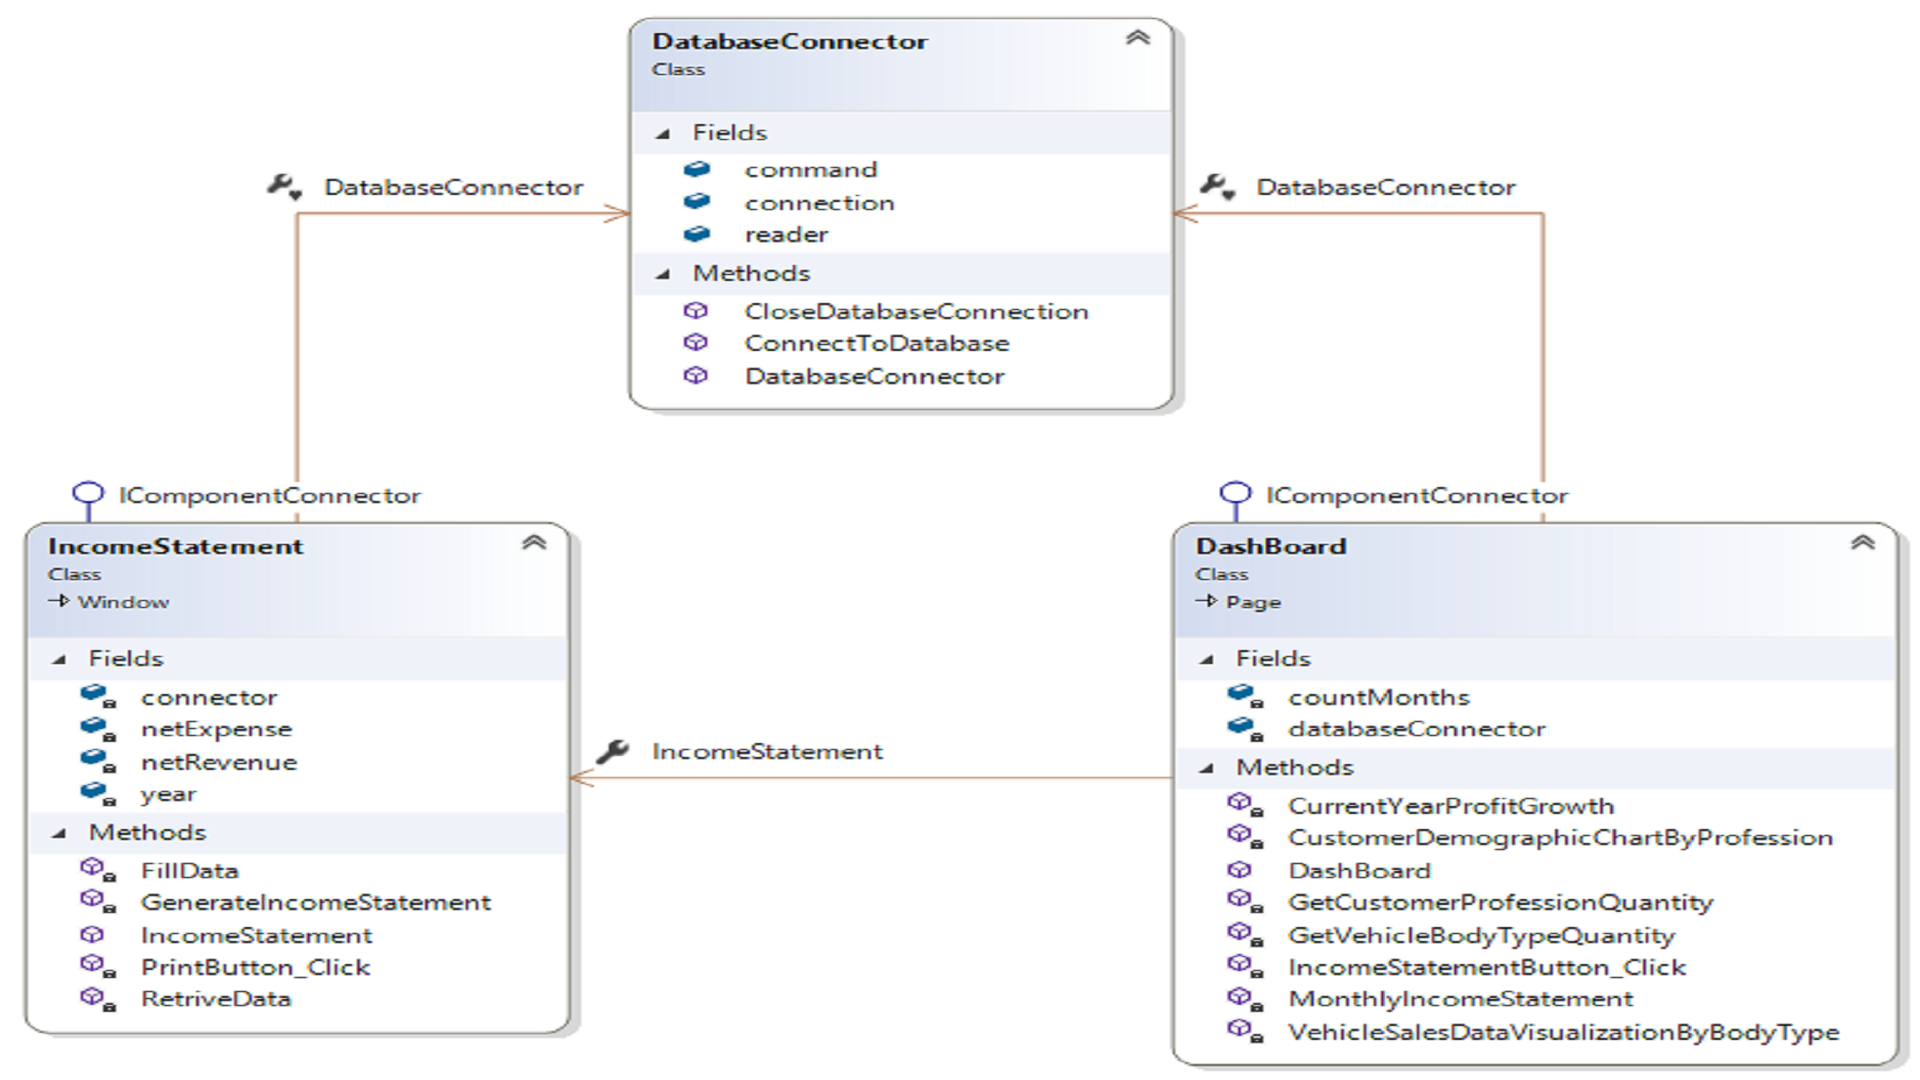 DatabaseConnector
Class
Fields
command
connection
reader
Methods
CloseDatabaseConnection
ConnectToDatabase
DatabaseConnector
DatabaseConnector
DatabaseConnector
IComponentConnector
IncomeStatement
Class
Window
Fields
connector
netExpense
netRevenue
year
Methods
FillData
GenerateIncomeStatement
IncomeStatement
PrintButton_Click
RetriveData
IncomeStatement
IComponentConnector
DashBoard
Class
Page
Fields
countMonths
databaseConnector
Methods
CurrentYearProfitGrowth
CustomerDemographicChartByProfession
DashBoard
GetCustomerProfessionQuantity
GetVehicleBodyTypeQuantity
IncomeStatementButton_Click
MonthlyIncomeStatement
VehicleSalesDataVisualizationByBodyType